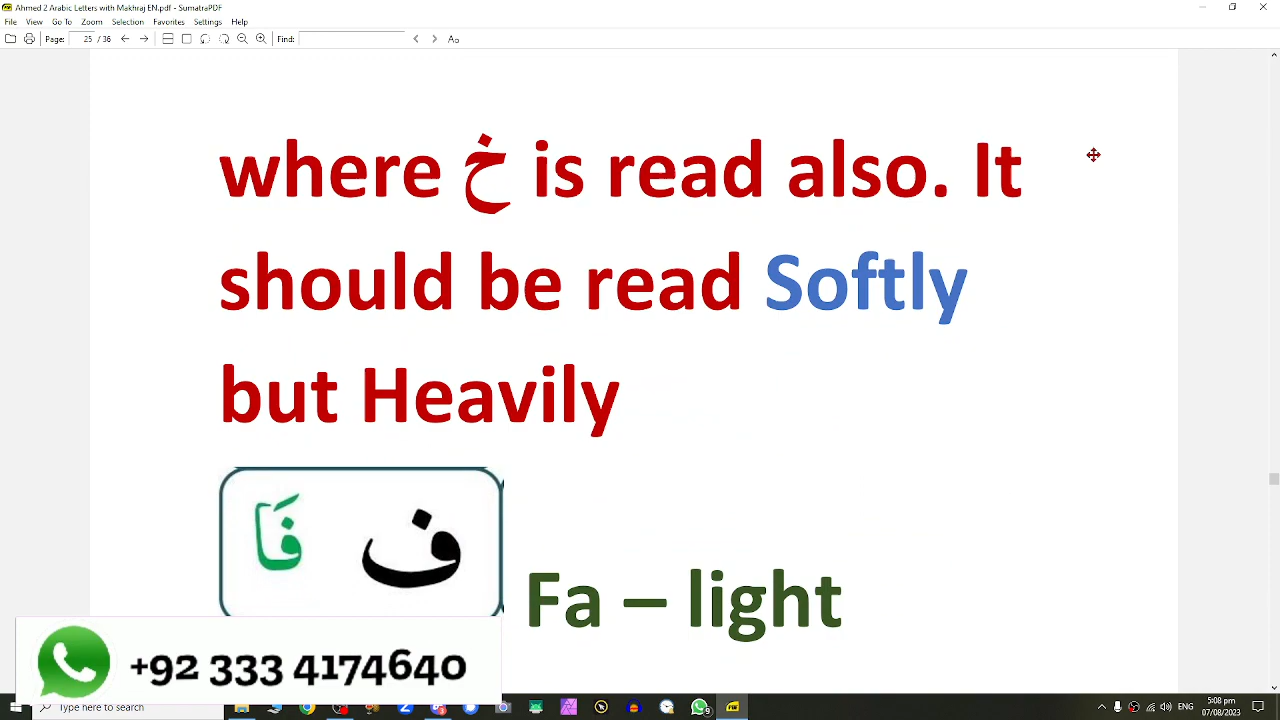 Ahmed 2 Arabic Letters with Makhraj EN.pdf - SumatraPDF
File View Go To Zoom Selection Favorites Settings Help
Page: 25 / 36 Find:
where خ is read also. It
should be read Softly
but Heavily
فَا ف
Fa – light
+92 333 4174640
Type here to search
ENG
5:08 pm
07/08/2023